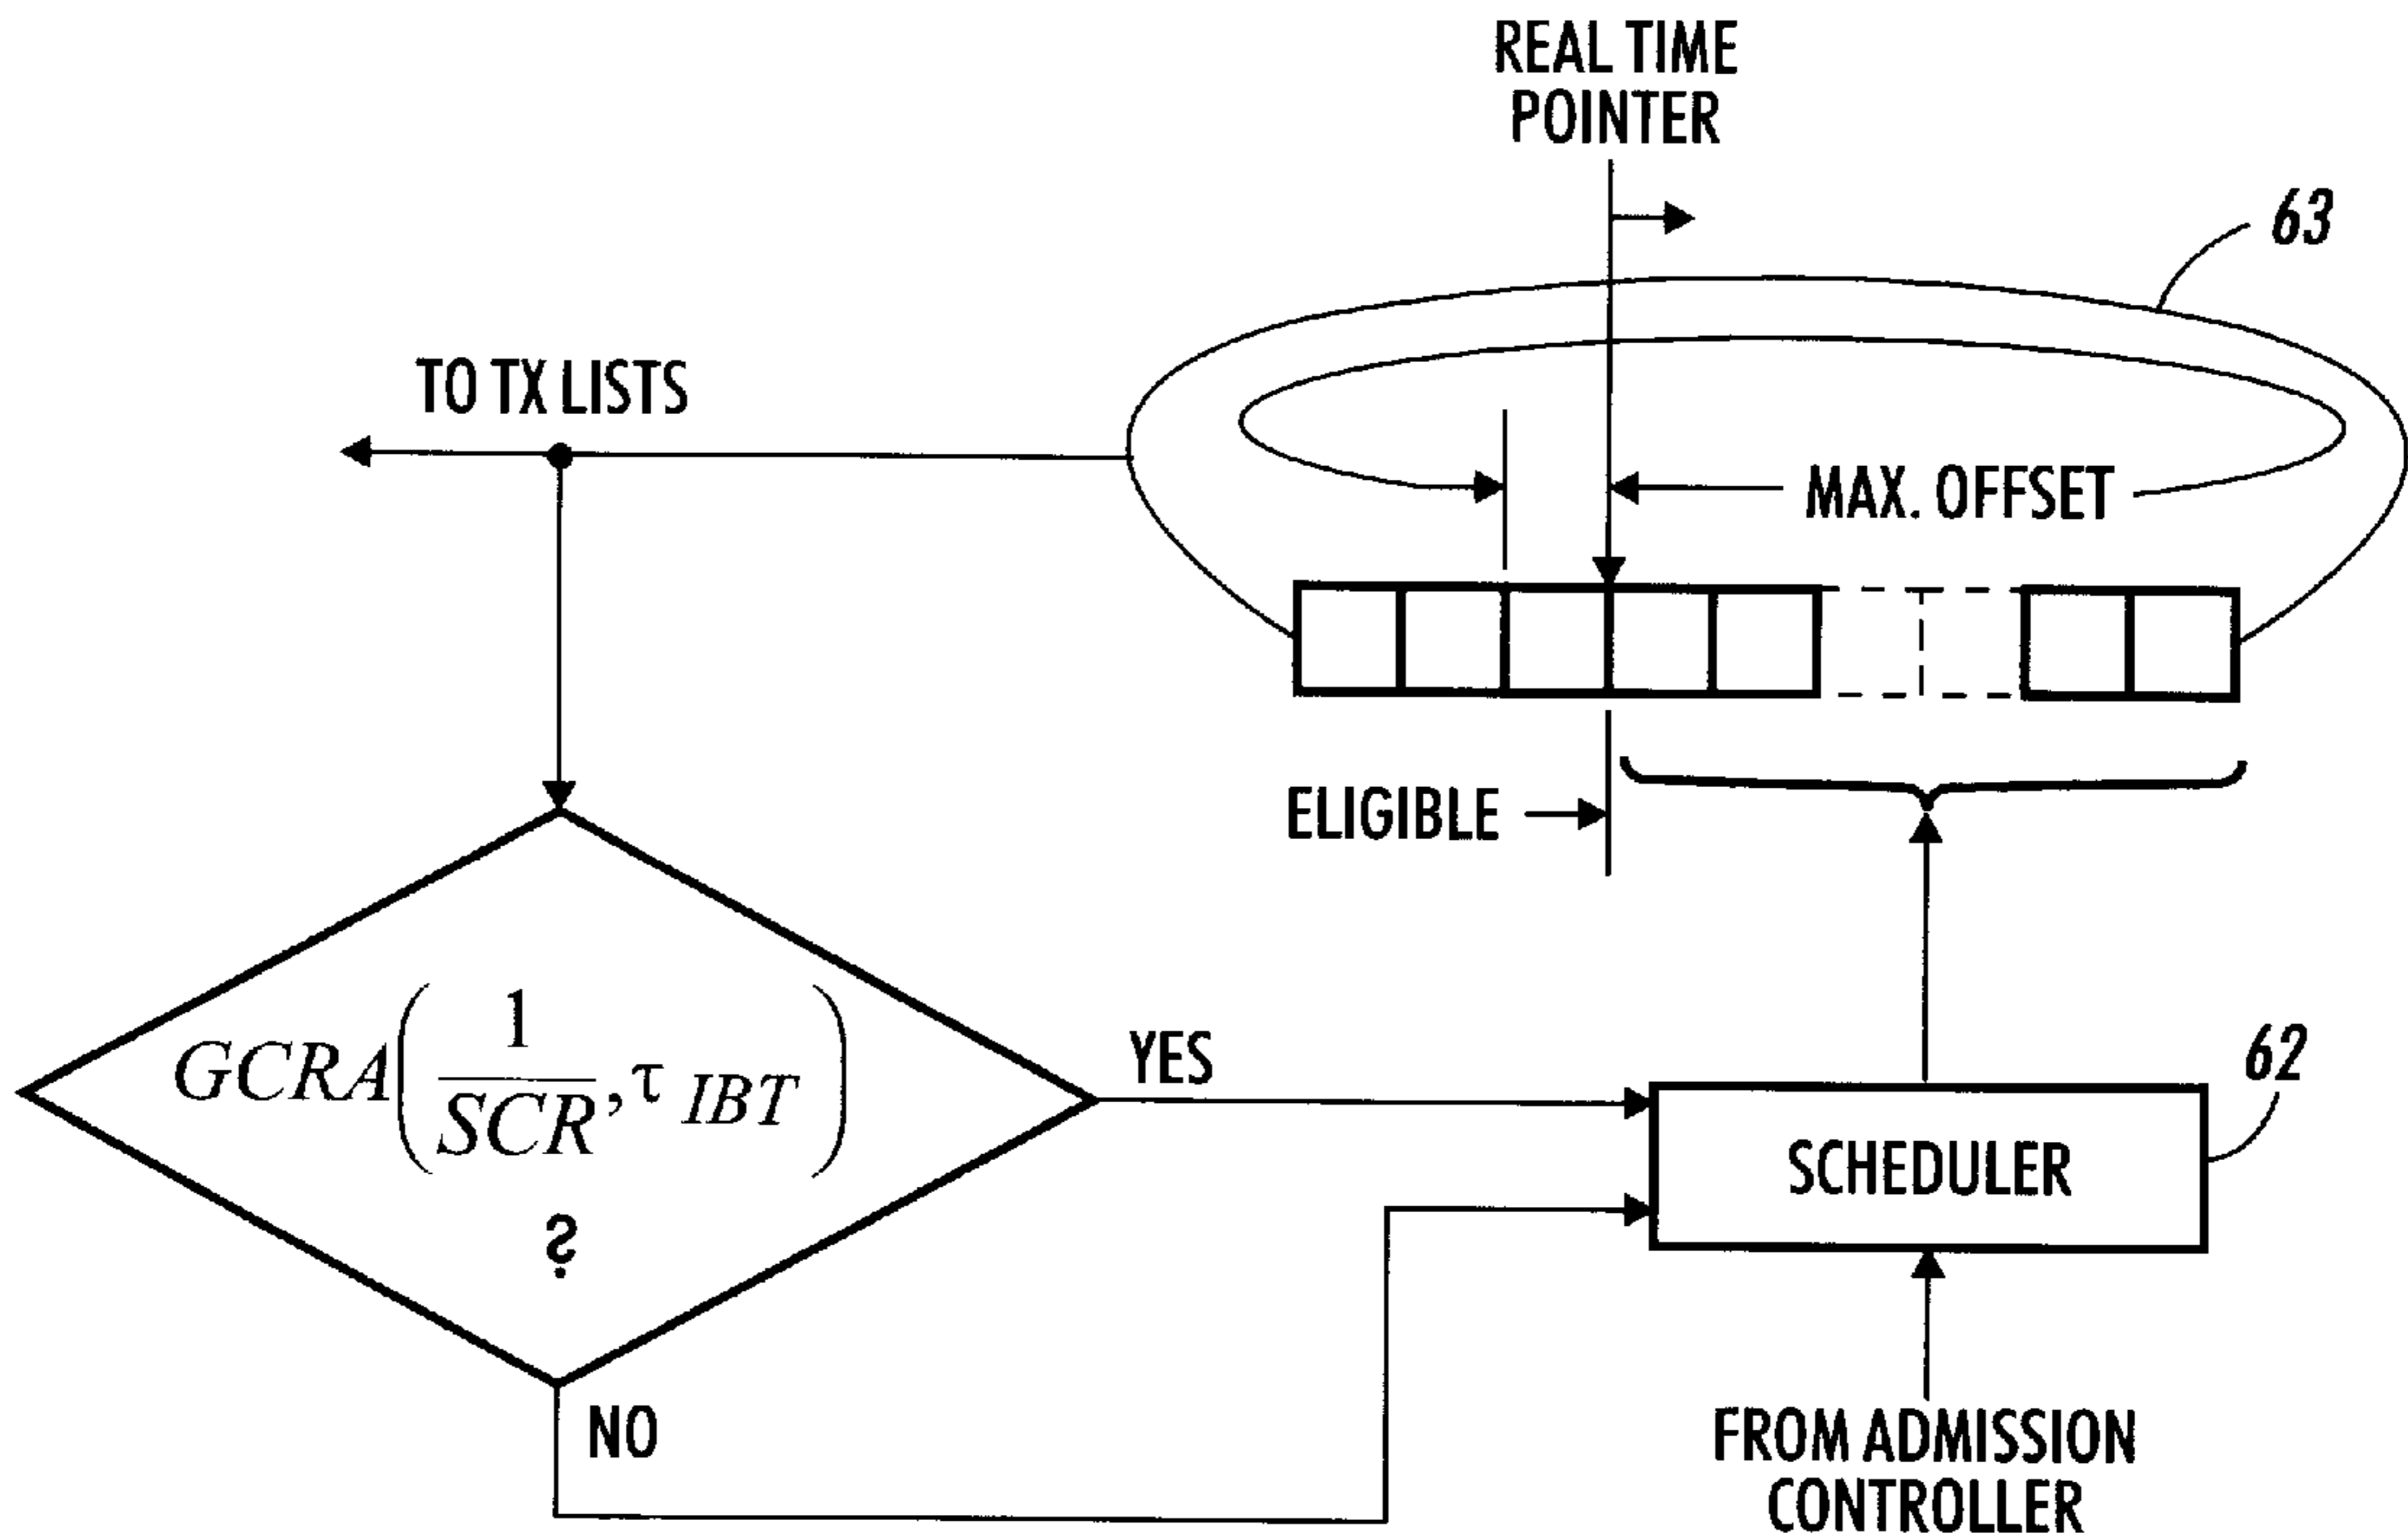 REAL TIME
POINTER
63
TO TX LISTS
MAX. OFFSET
ELIGIBLE
GCRA(1/SCR, τ IBT)
?
YES
62
SCHEDULER
NO
FROM ADMISSION
CONTROLLER